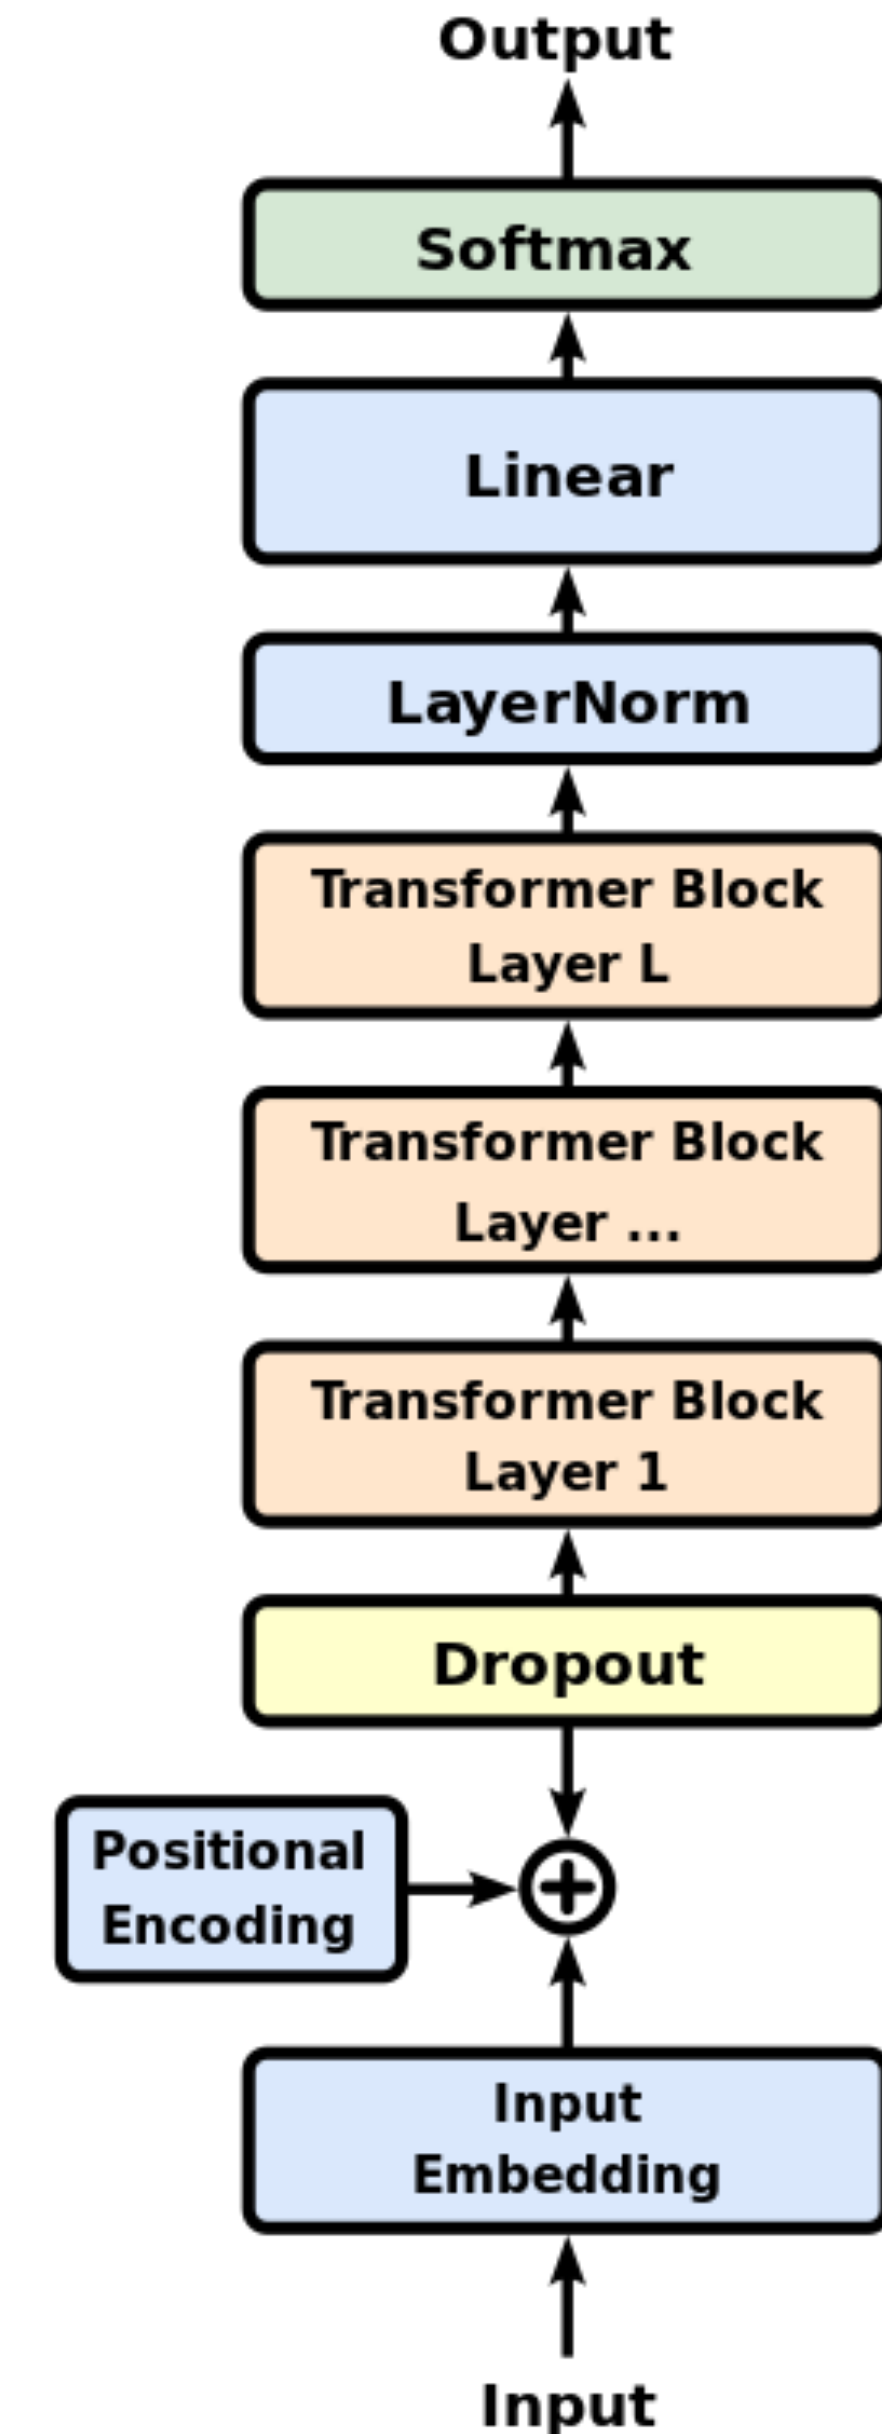 Output
Softmax
Linear
LayerNorm
Transformer Block
Layer L
Transformer Block
Layer ...
Transformer Block
Layer 1
Dropout
Positional
Encoding
Input
Embedding
Input